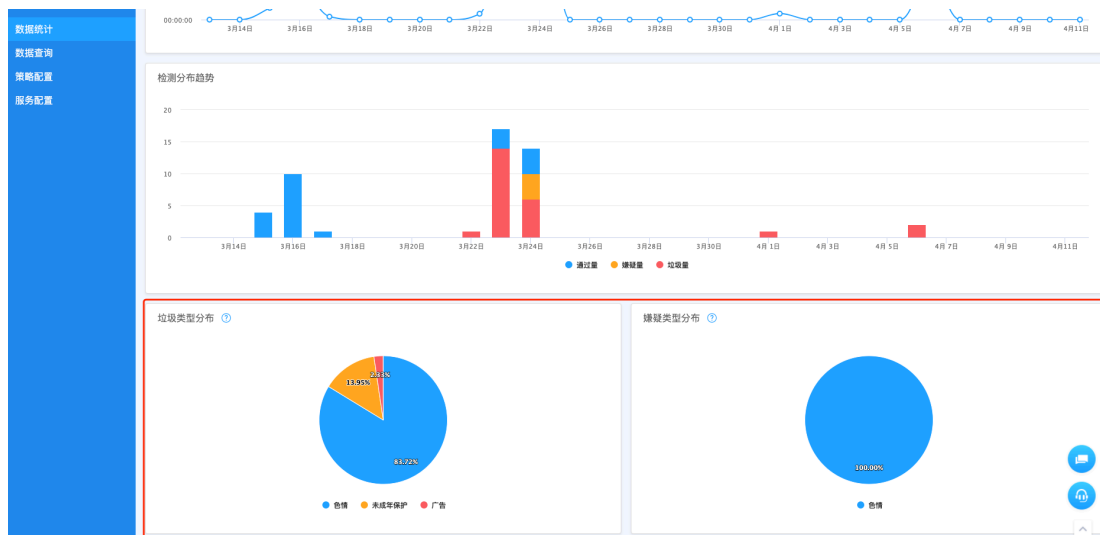 数据统计
数据查询
策略配置
服务配置
00:00:00
3月14日 3月16日 3月18日 3月20日 3月22日 3月24日 3月26日 3月28日 3月30日 4月 1日 4月 3日 4月 5日 4月 7日 4月 9日 4月11日
检测分布趋势
20
15
10
5
0
3月14日 3月16日 3月18日 3月20日 3月22日 3月24日 3月26日 3月28日 3月30日 4月 1日 4月 3日 4月 5日 4月 7日 4月 9日 4月11日
通过量 嫌疑量 垃圾量
垃圾类型分布 ?
2.33%
13.95%
83.72%
色情 未成年保护 广告
嫌疑类型分布 ?
100.00%
色情